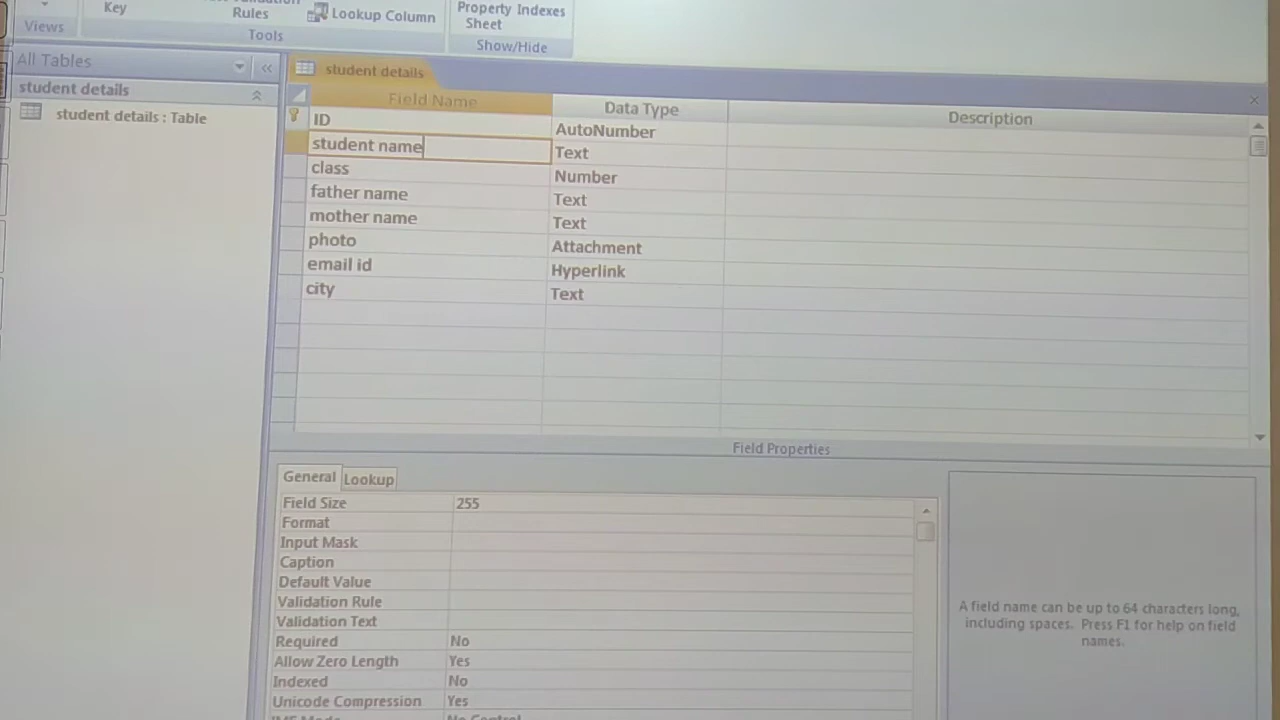 Key
Rules
Lookup Column
Property Indexes
Sheet
Views
Tools
Show/Hide
All Tables
student details
student details : Table
student details
Field Name Data Type Description
ID AutoNumber
student name Text
class Number
father name Text
mother name Text
photo Attachment
email id Hyperlink
city Text
Field Properties
General Lookup
Field Size 255
Format
Input Mask
Caption
Default Value
Validation Rule
Validation Text
Required No
Allow Zero Length Yes
Indexed No
Unicode Compression Yes
A field name can be up to 64 characters long,
including spaces. Press F1 for help on field
names.